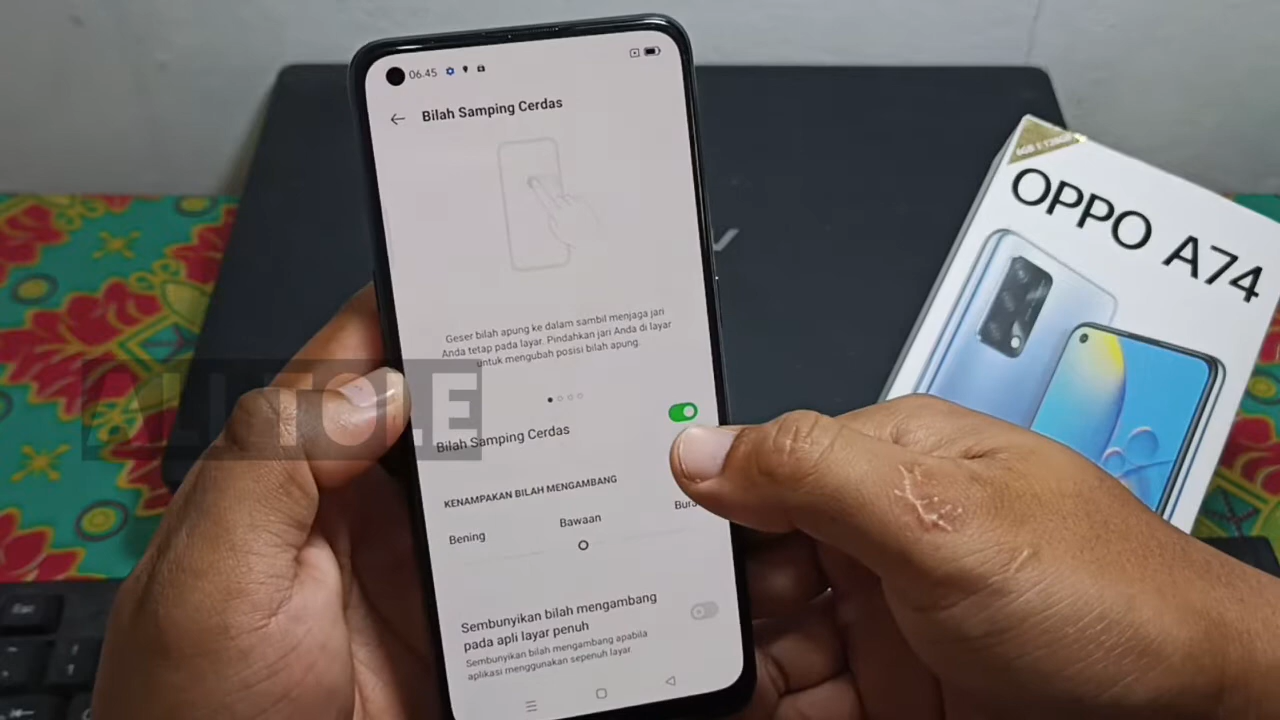 06.45
Bilah Samping Cerdas
Geser bilah apung ke dalam sambil menjaga jari
Anda tetap pada layar. Pindahkan jari Anda di layar
untuk mengubah posisi bilah apung.
Bilah Samping Cerdas
KENAMPAKAN BILAH MENGAMBANG
Bening
Bawaan
Sembunyikan bilah mengambang
pada apli layar penuh
Sembunyikan bilah mengambang apabila
aplikasi menggunakan sepenuh layar.
OPPO A74
ALLTOLE
Esc